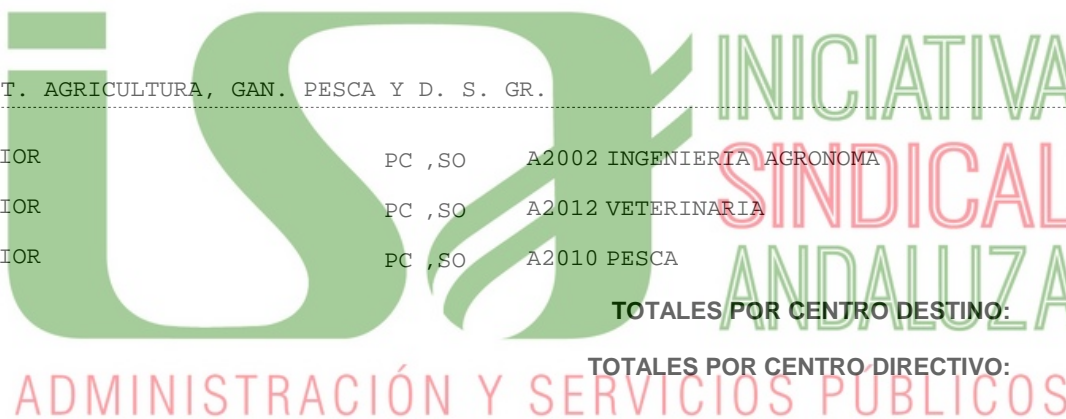 isa
INICIATIVA
SINDICAL
ANDALUZA
T. AGRICULTURA, GAN. PESCA Y D. S. GR.
IOR PC ,SO A2002 INGENIERIA AGRONOMA
IOR PC ,SO A2012 VETERINARIA
IOR PC ,SO A2010 PESCA
TOTALES POR CENTRO DESTINO:
TOTALES POR CENTRO DIRECTIVO:
ADMINISTRACIÓN Y SERVICIOS PÚBLICOS